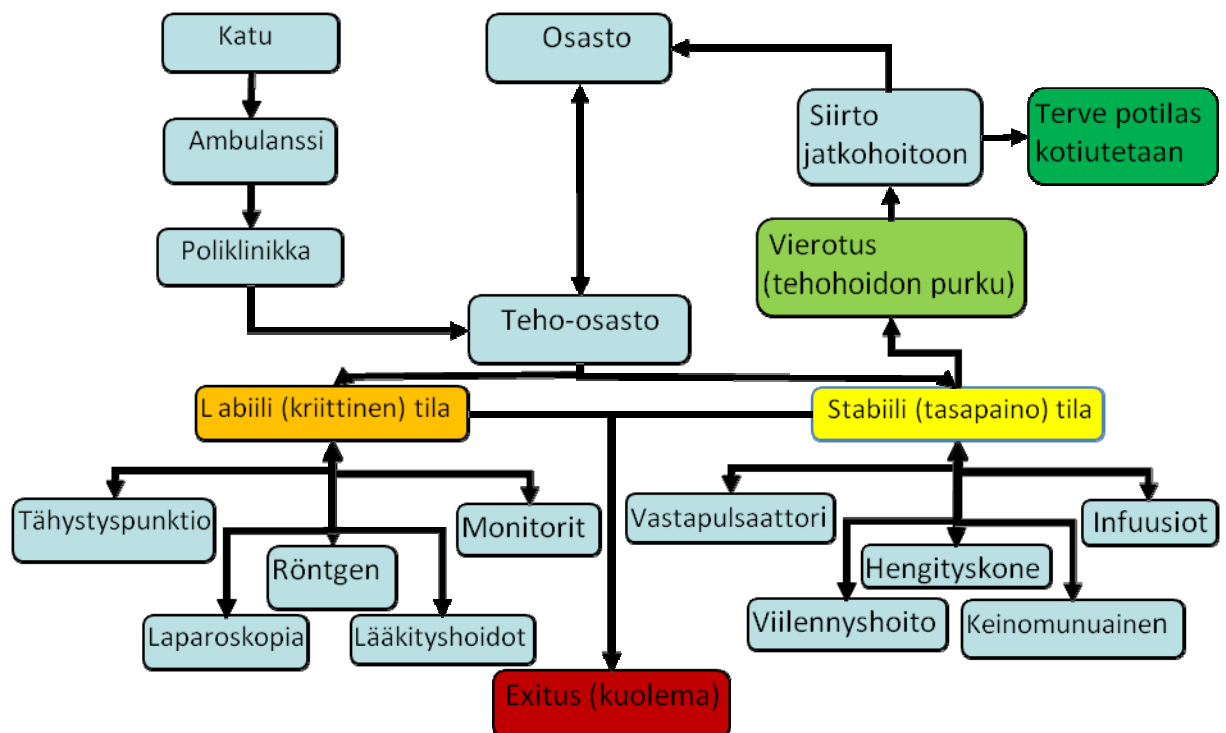 Katu
Osasto
Siirto
jatkohoitoon
Terve potilas
kotiutetaan
Ambulanssi
Poliklinikka
Vierotus
(tehohoidon purku)
Teho-osasto
Labiili (kriittinen) tila
Stabiili (tasapaino) tila
Tähystyspunktio
Monitorit
Röntgen
Laparoskopia
Lääkityshoidot
Vastapulsaattori
Infuusiot
Hengityskone
Viilennyshoito
Keinomunuainen
Exitus (kuolema)